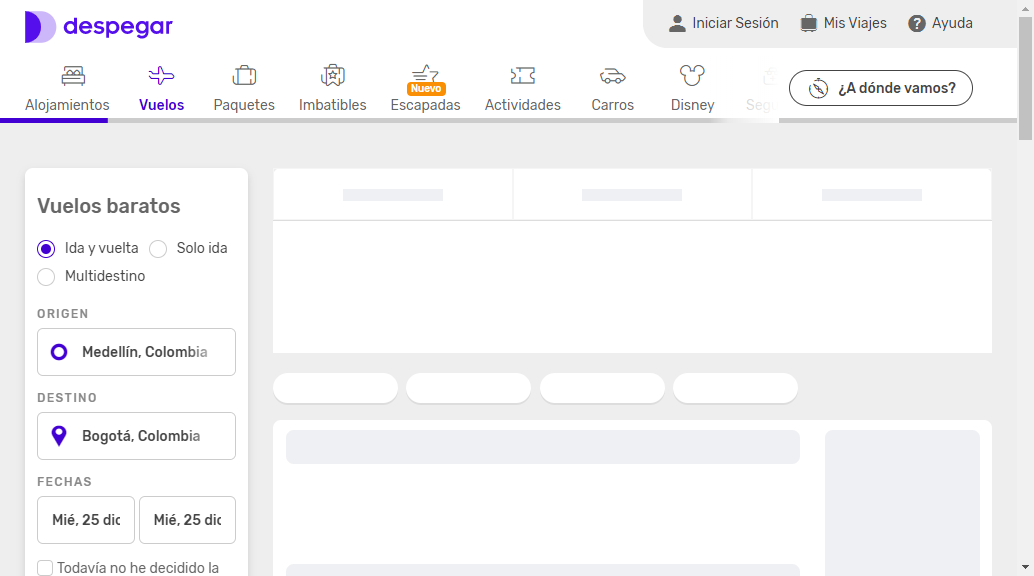 despegar
Iniciar Sesión
Mis Viajes
Ayuda
Alojamientos
Vuelos
Paquetes
Imbatibles
Nuevo
Escapadas
Actividades
Carros
Disney
¿A dónde vamos?
Vuelos baratos
Ida y vuelta
Solo ida
Multidestino
ORIGEN
Medellín, Colombia
DESTINO
Bogotá, Colombia
FECHAS
Mié, 25 dic
Mié, 25 dic
Todavía no he decidido la